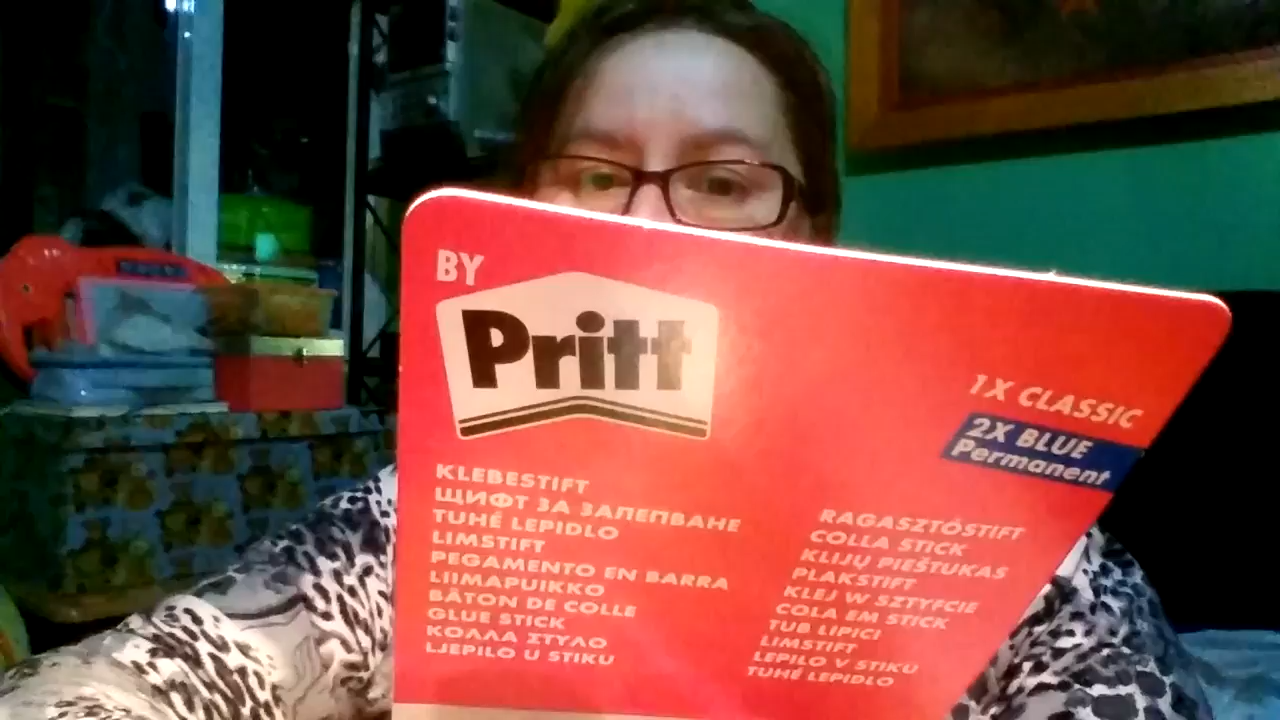 BY
Pritt
1X CLASSIC
2X BLUE
Permanent
KLEBESTIFT
ЩИФТ ЗА ЗАЛЕПВАНЕ
TUHÉ LEPIDLO
LIMSTIFT
PEGAMENTO EN BARRA
LIIMAPUIKKO
BÂTON DE COLLE
GLUE STICK
ΚΟΛΛΑ ΣΤΥΛΟ
LJEPILO U STIKU
RAGASZTÓSTIFT
COLLA STICK
KLIJŲ PIEŠTUKAS
PLAKSTIFT
KLEJ W SZTYFCIE
COLA EM STICK
TUB LIPICI
LIMSTIFT
LEPILO V STIKU
TUHÉ LEPIDLO